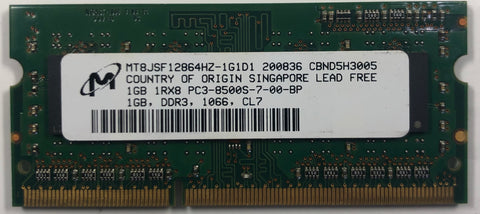 MT8JSF12864HZ-1G1D1 200836 CBND5H3005
COUNTRY OF ORIGIN SINGAPORE LEAD FREE
1GB 1RX8 PC3-8500S-7-00-BP
1GB, DDR3, 1066, CL7